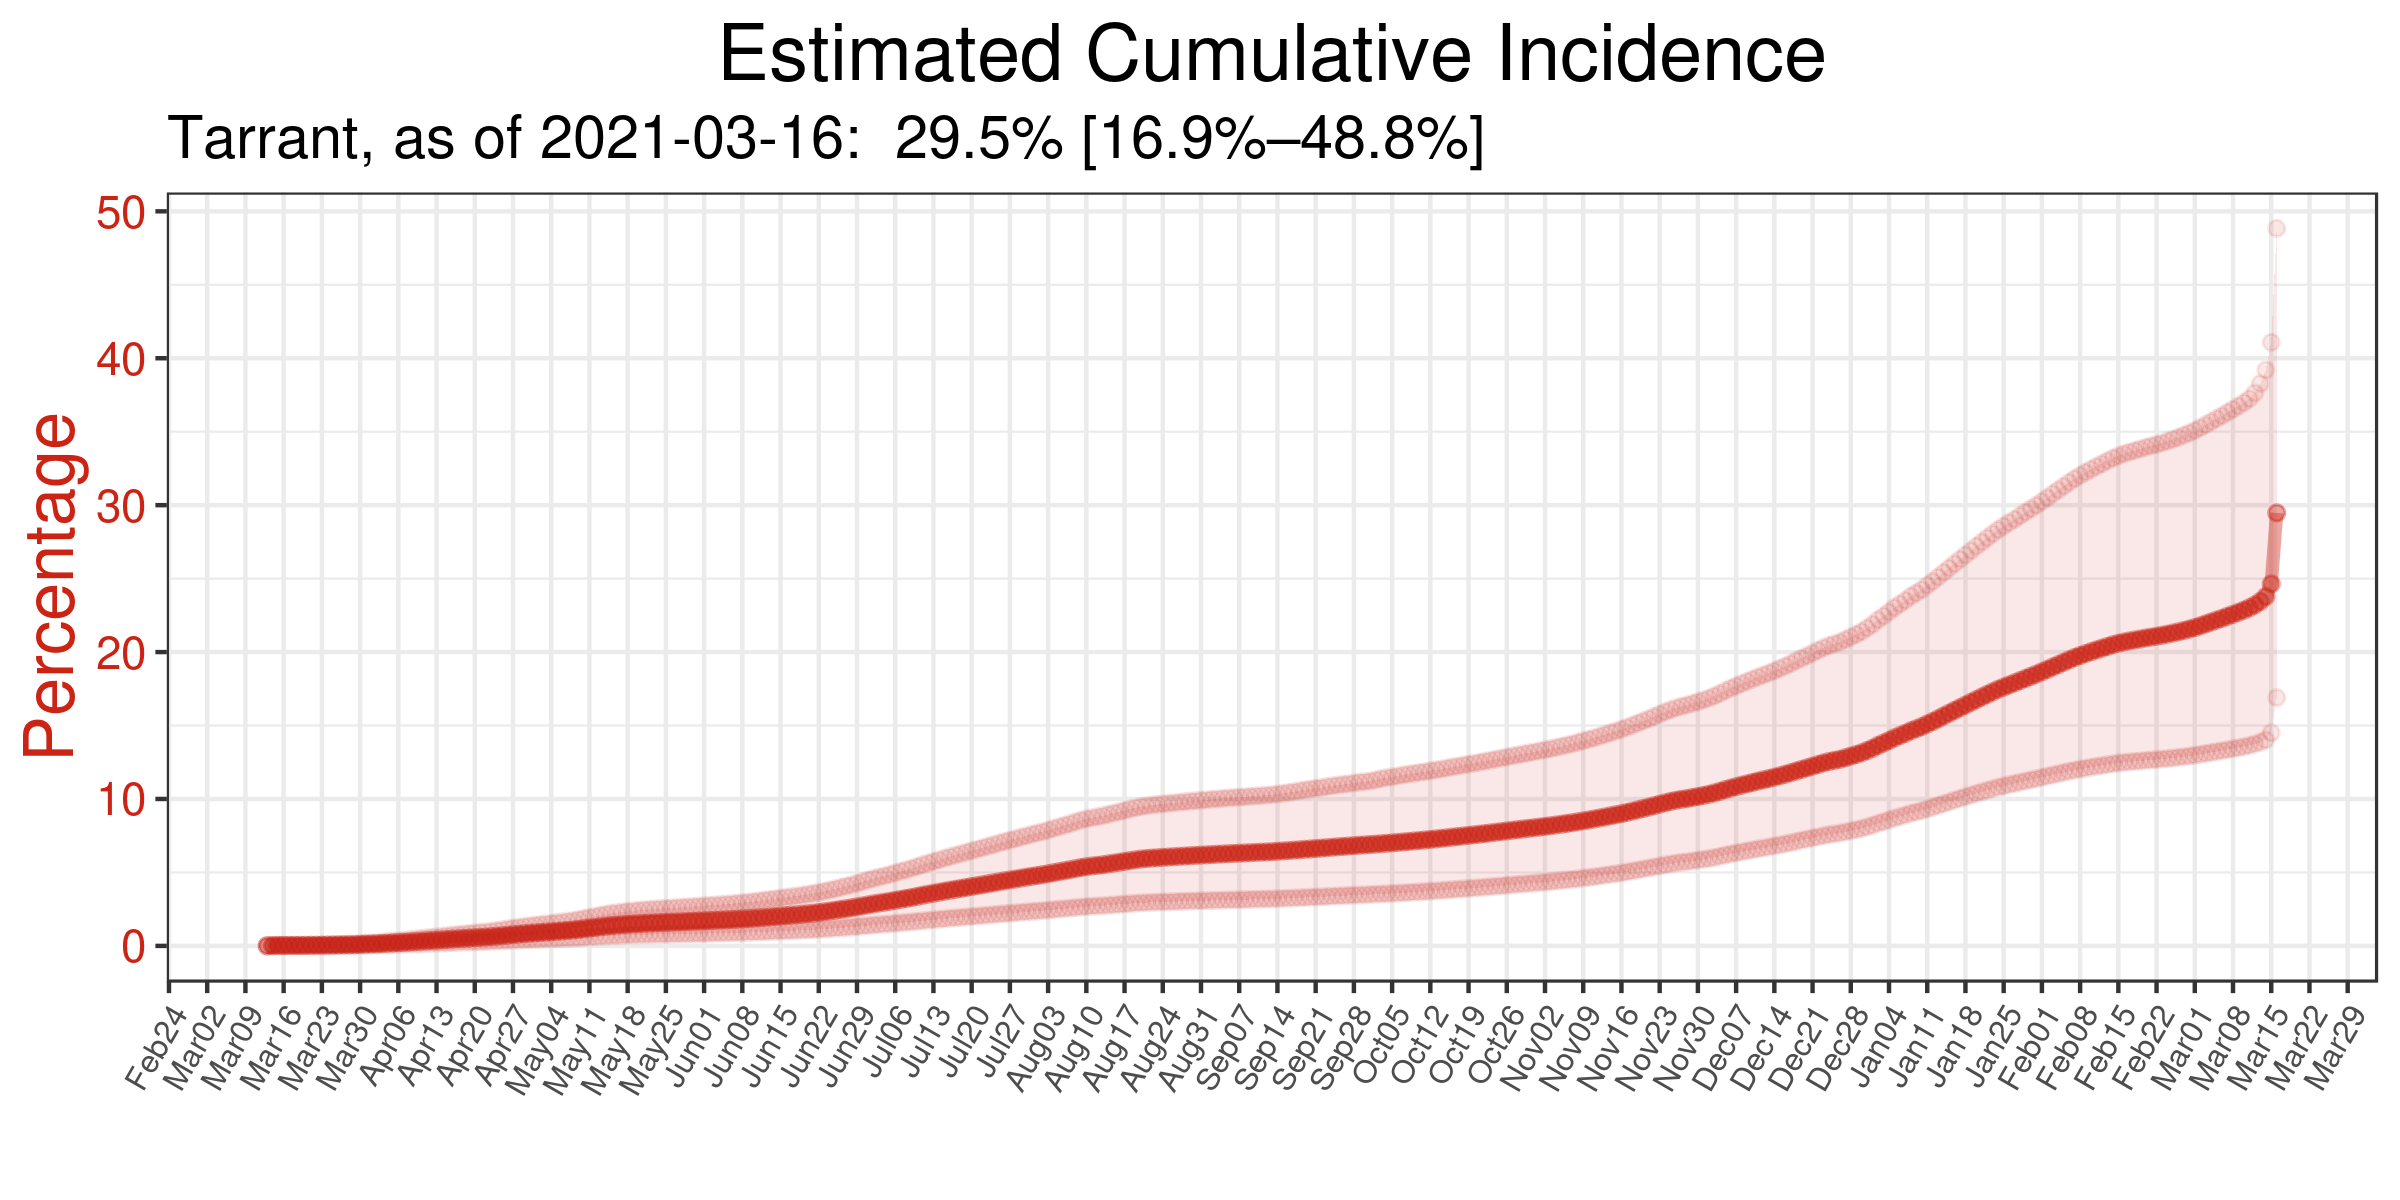 Estimated Cumulative Incidence
Tarrant, as of 2021-03-16:  29.5% [16.9%–48.8%]
Percentage
50
40
30
20
10
0
Feb24
Mar02
Mar09
Mar16
Mar23
Mar30
Apr06
Apr13
Apr20
Apr27
May04
May11
May18
May25
Jun01
Jun08
Jun15
Jun22
Jun29
Jul06
Jul13
Jul20
Jul27
Aug03
Aug10
Aug17
Aug24
Aug31
Sep07
Sep14
Sep21
Sep28
Oct05
Oct12
Oct19
Oct26
Nov02
Nov09
Nov16
Nov23
Nov30
Dec07
Dec14
Dec21
Dec28
Jan04
Jan11
Jan18
Jan25
Feb01
Feb08
Feb15
Feb22
Mar01
Mar08
Mar15
Mar22
Mar29